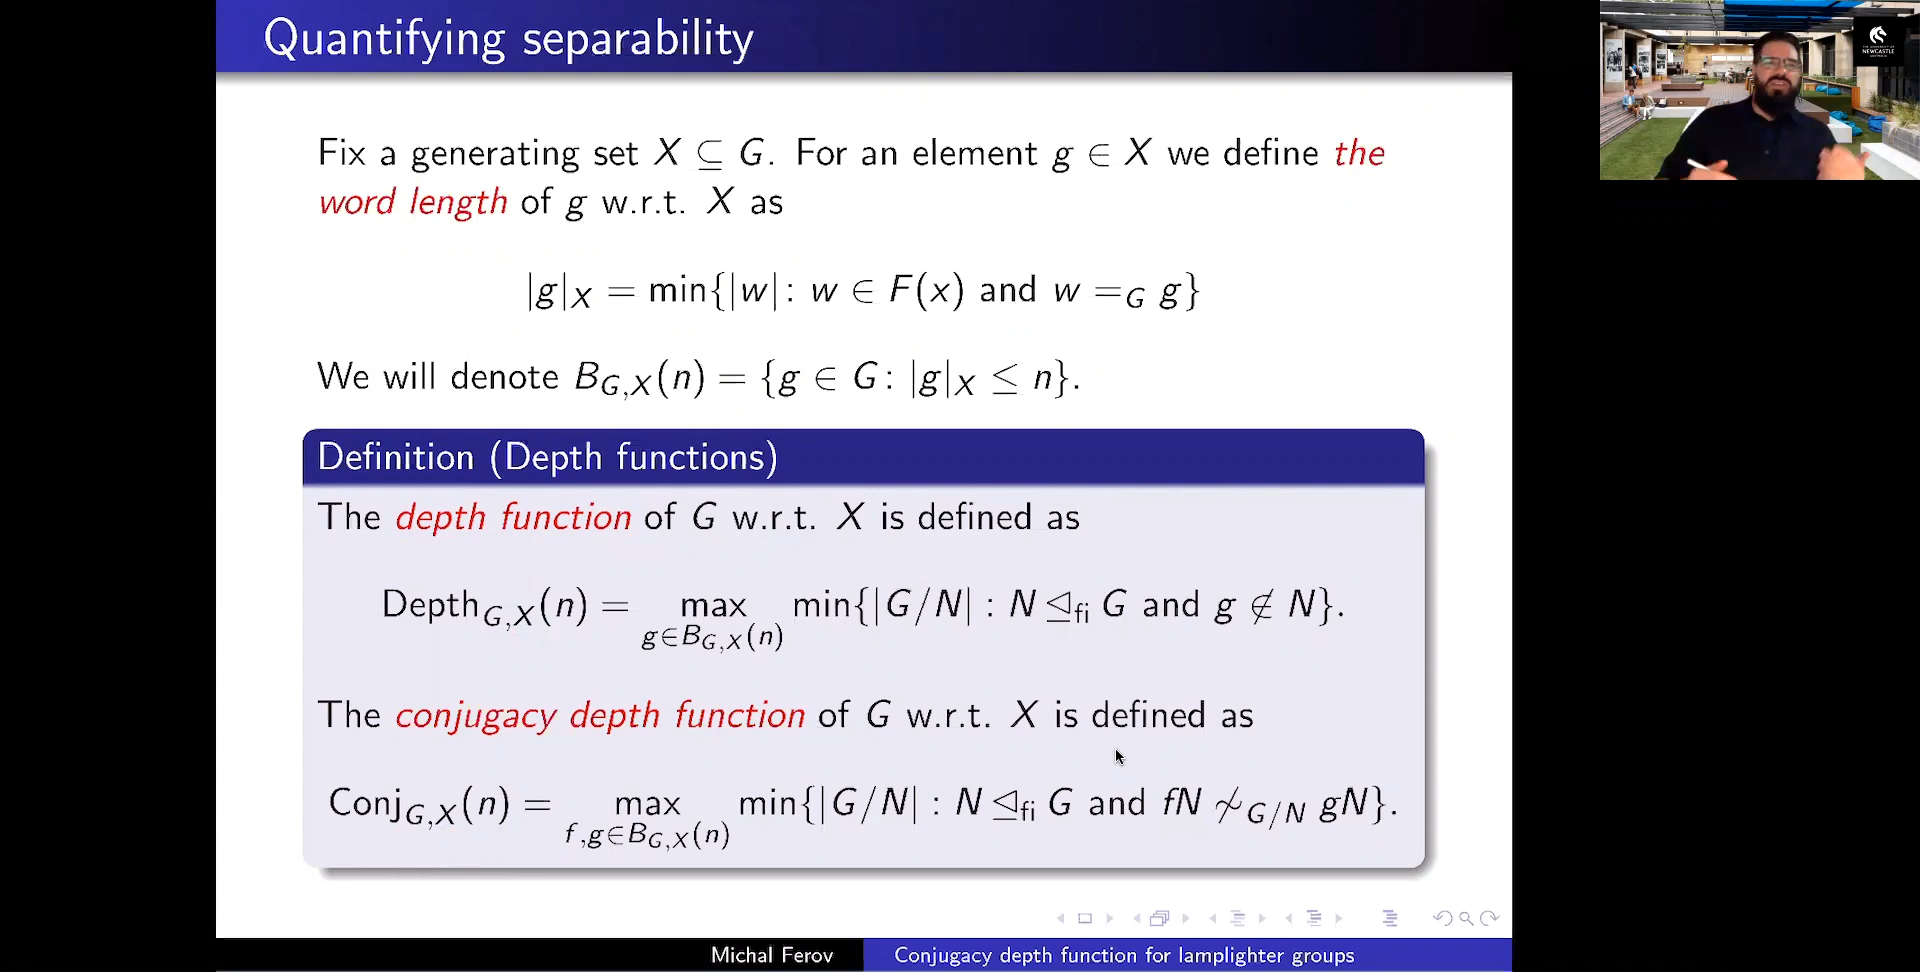 Quantifying separability
Fix a generating set X ⊆ G. For an element g ∈ X we define the
word length of g w.r.t. X as
|g|_X = min{|w| : w ∈ F(x) and w =_G g}
We will denote B_{G,X}(n) = {g ∈ G : |g|_X ≤ n}.
Definition (Depth functions)
The depth function of G w.r.t. X is defined as
Depth_{G,X}(n) = max_{g∈B_{G,X}(n)} min{|G/N| : N ⊴_fi G and g ∉ N}.
The conjugacy depth function of G w.r.t. X is defined as
Conj_{G,X}(n) = max_{f,g∈B_{G,X}(n)} min{|G/N| : N ⊴_fi G and fN ≁_{G/N} gN}.
Michal Ferov
Conjugacy depth function for lamplighter groups
NEWCASTLE